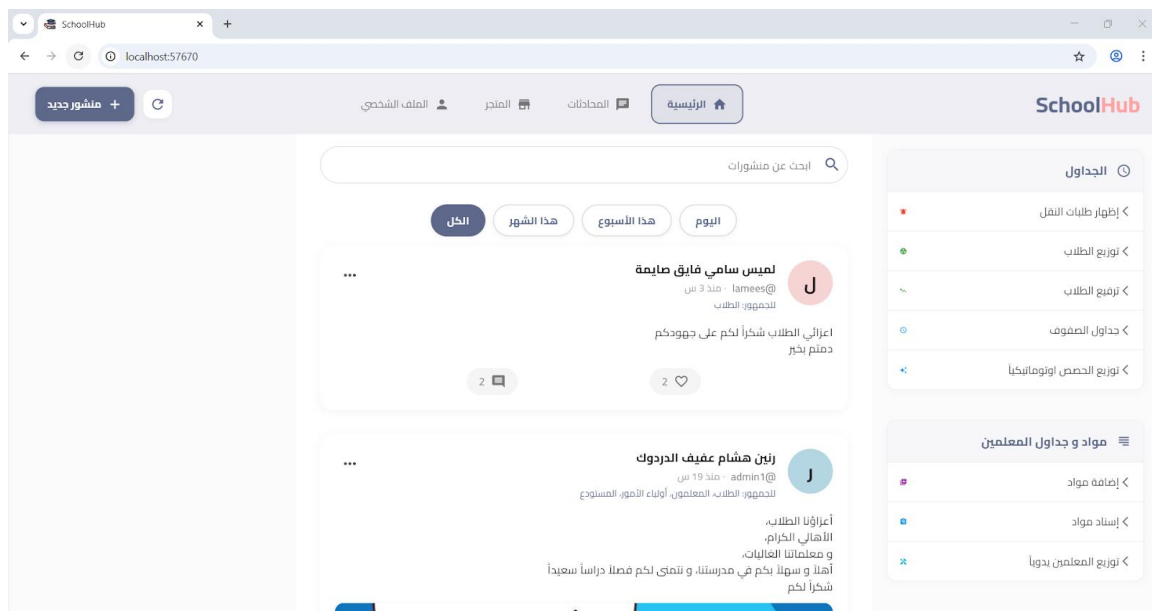 SchoolHub
localhost:57670
SchoolHub
الرئيسية
المحادثات
المتجر
الملف الشخصي
منشور جديد +
الجداول
إظهار طلبات النقل
توزيع الطلاب
ترفيع الطلاب
جداول الصفوف
توزيع الحصص اوتوماتيكياً
مواد و جداول المعلمين
إضافة مواد
إسناد مواد
توزيع المعلمين يدوياً
ابحث عن منشورات
اليوم
هذا الأسبوع
هذا الشهر
الكل
ل
لميس سامي فايق صايمة
@lamees · منذ 3 س
للجمهور: الطلاب
اعزائي الطلاب شكراً لكم على جهودكم
دمتم بخير
2
2
ر
رنين هشام عفيف الدردوك
@admin1 · منذ 19 س
للجمهور: الطلاب، المعلمون، أولياء الأمور، المستودع
أعزاؤنا الطلاب،
الأهالي الكرام،
و معلماتنا الغاليات،
أهلاً و سهلاً بكم في مدرستنا، و نتمنى لكم فصلاً دراساً سعيداً
شكراً لكم